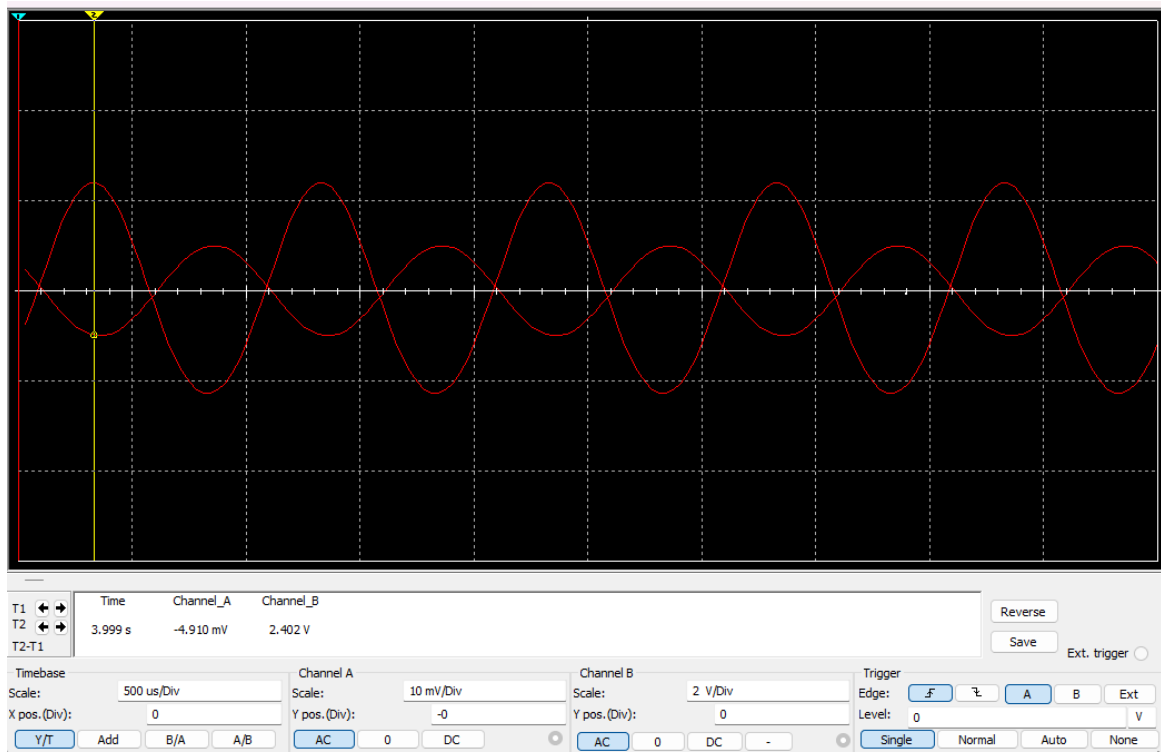 1 2
Time Channel_A Channel_B
T1
T2 3.999 s -4.910 mV 2.402 V
T2-T1
Reverse
Save
Ext. trigger
Timebase
Scale: 500 us/Div
X pos.(Div): 0
Y/T Add B/A A/B
Channel A
Scale: 10 mV/Div
Y pos.(Div): -0
AC 0 DC
Channel B
Scale: 2 V/Div
Y pos.(Div): 0
AC 0 DC -
Trigger
Edge: A B Ext
Level: 0 V
Single Normal Auto None